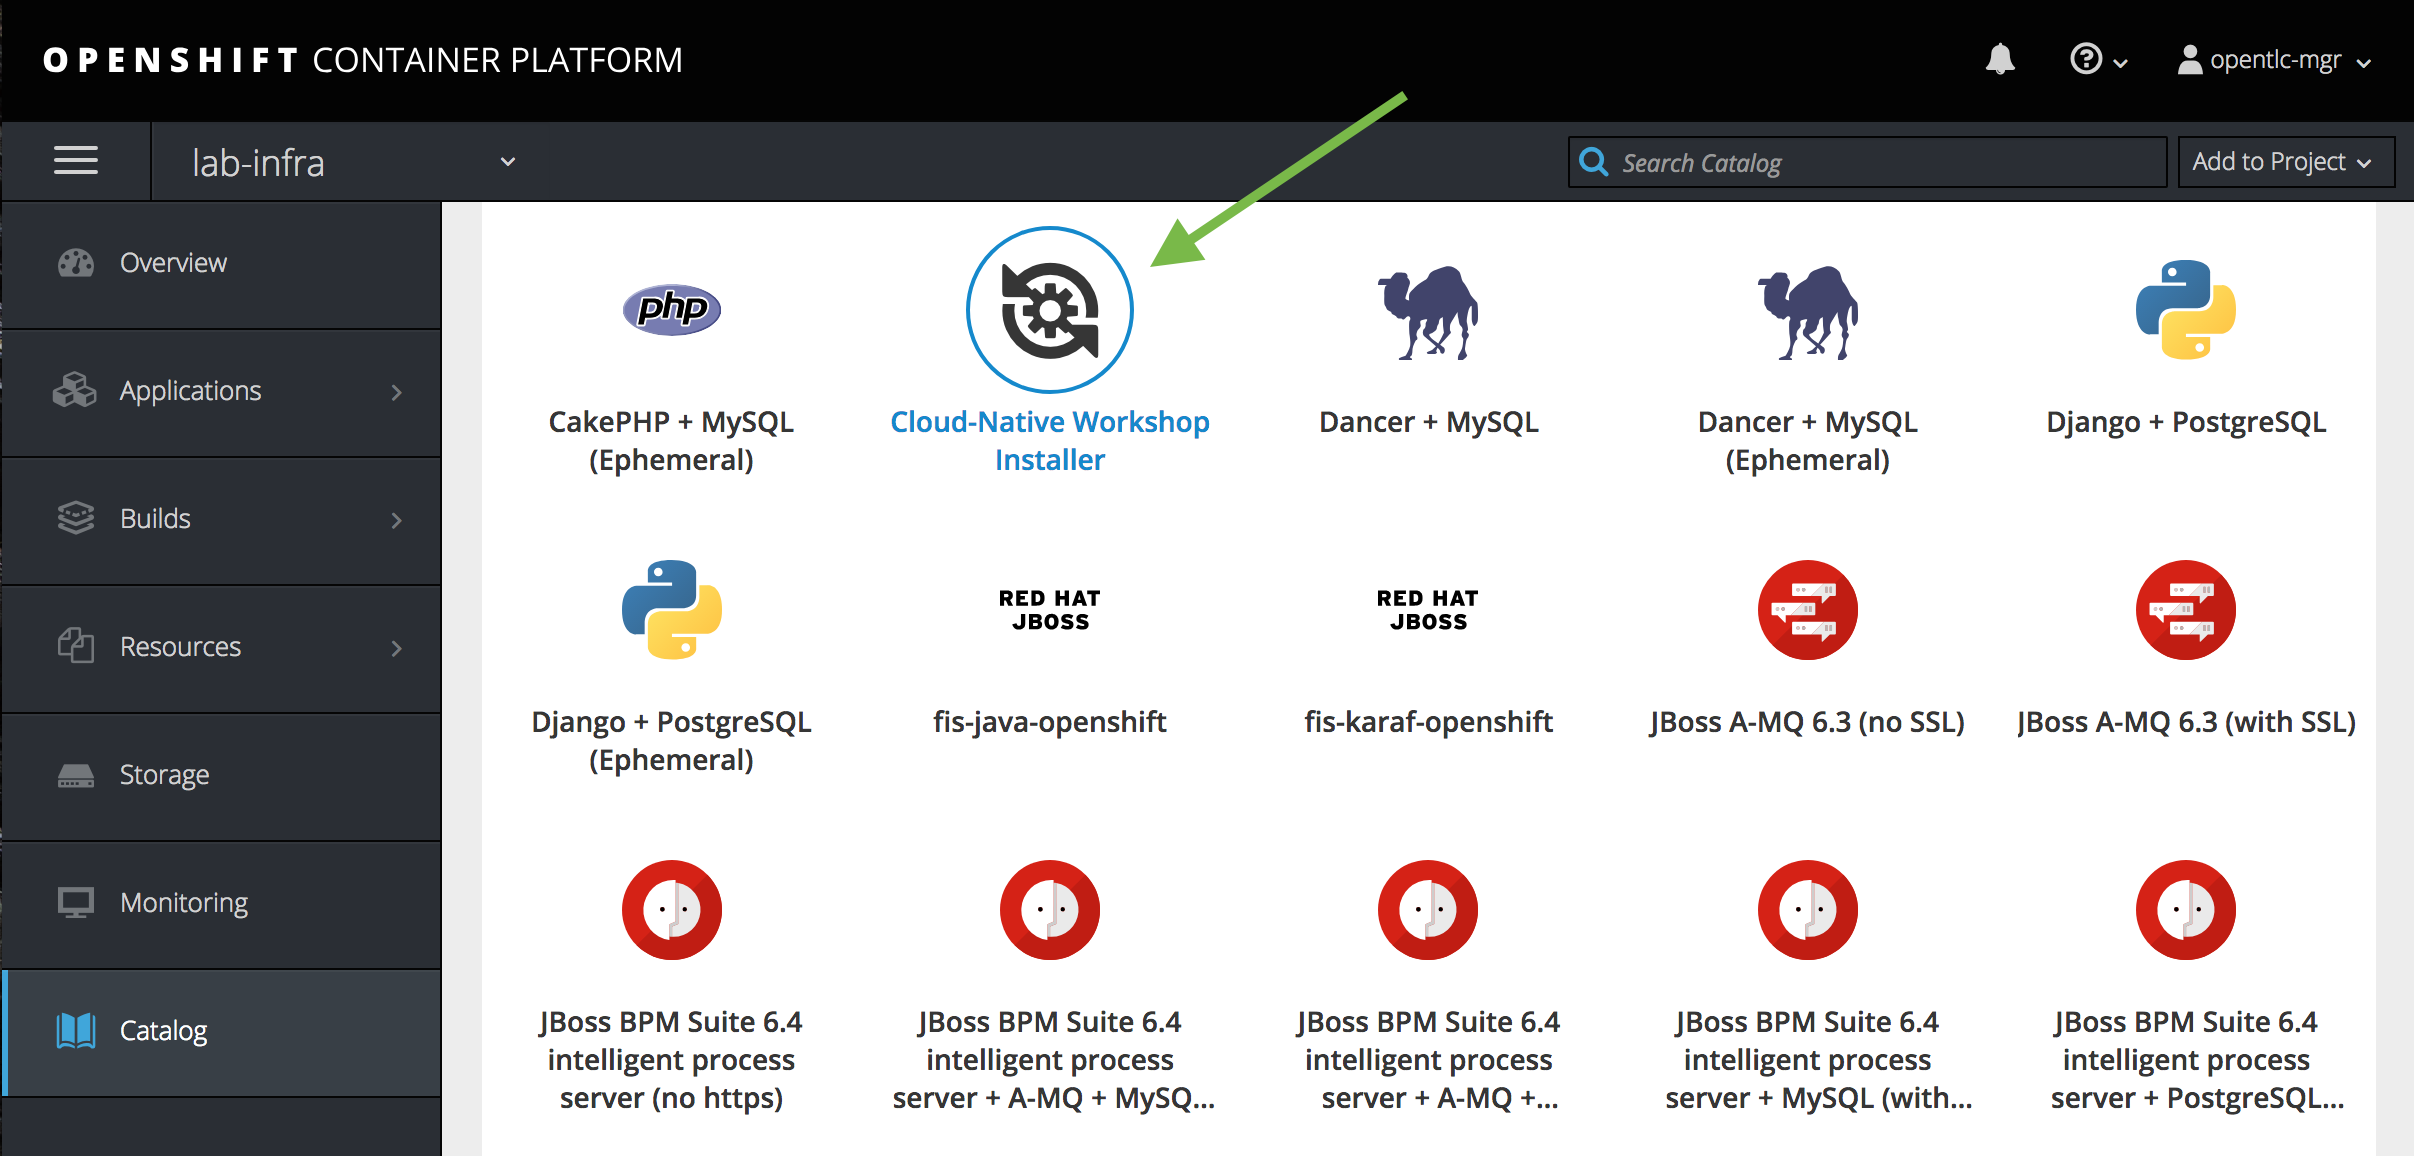 OPENSHIFT CONTAINER PLATFORM
opentlc-mgr
lab-infra
Search Catalog
Add to Project
Overview
Applications
Builds
Resources
Storage
Monitoring
Catalog
php
CakePHP + MySQL
(Ephemeral)
Cloud-Native Workshop
Installer
Dancer + MySQL
Dancer + MySQL
(Ephemeral)
Django + PostgreSQL
Django + PostgreSQL
(Ephemeral)
RED HAT
JBOSS
fis-java-openshift
RED HAT
JBOSS
fis-karaf-openshift
JBoss A-MQ 6.3 (no SSL)
JBoss A-MQ 6.3 (with SSL)
JBoss BPM Suite 6.4
intelligent process
server (no https)
JBoss BPM Suite 6.4
intelligent process
server + A-MQ + MySQ...
JBoss BPM Suite 6.4
intelligent process
server + A-MQ +...
JBoss BPM Suite 6.4
intelligent process
server + MySQL (with...
JBoss BPM Suite 6.4
intelligent process
server + PostgreSQL...